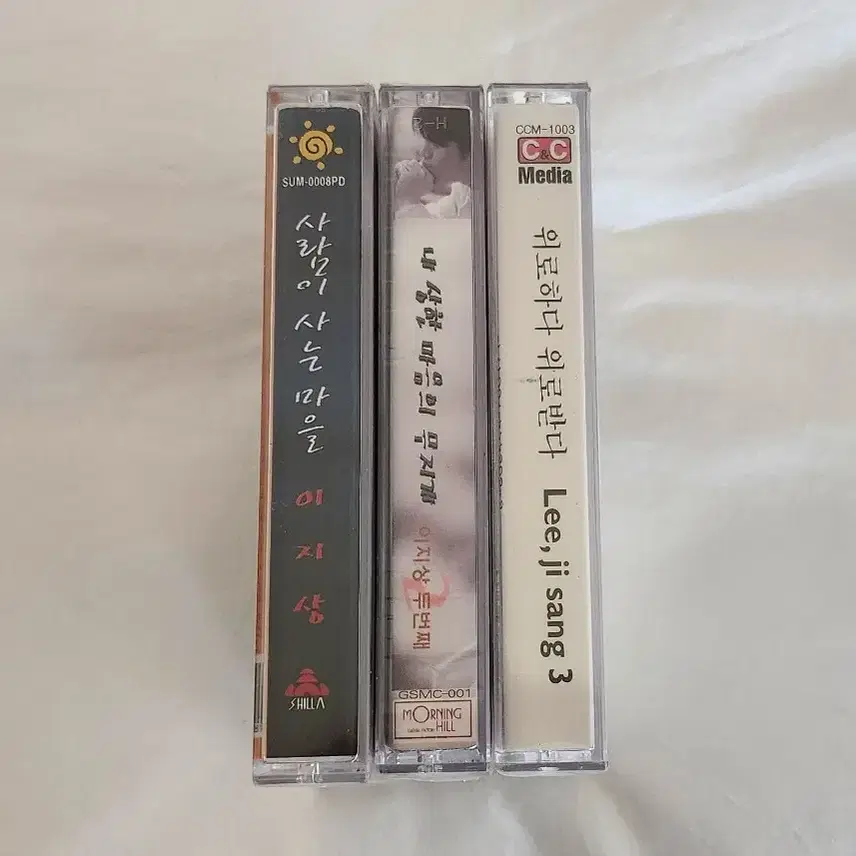 SUM-0008PD
사람이 사는 마을
이지상
SHILLA
내 상한 마음의 무지개
이지상 두번째
2
GSMC-001
MORNING HILL
CCM-1003
C&C
Media
위로하다 위로받다
Lee, ji sang 3